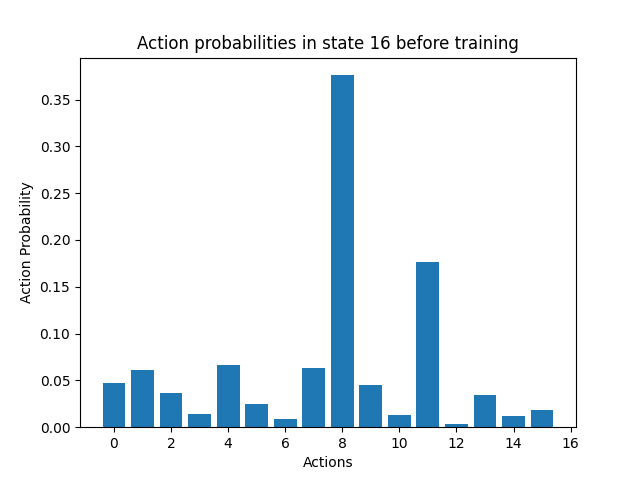 Action probabilities in state 16 before training
0.35
0.30
0.25
0.20
0.15
0.10
0.05
0.00
Action Probability
0 2 4 6 8 10 12 14 16
Actions